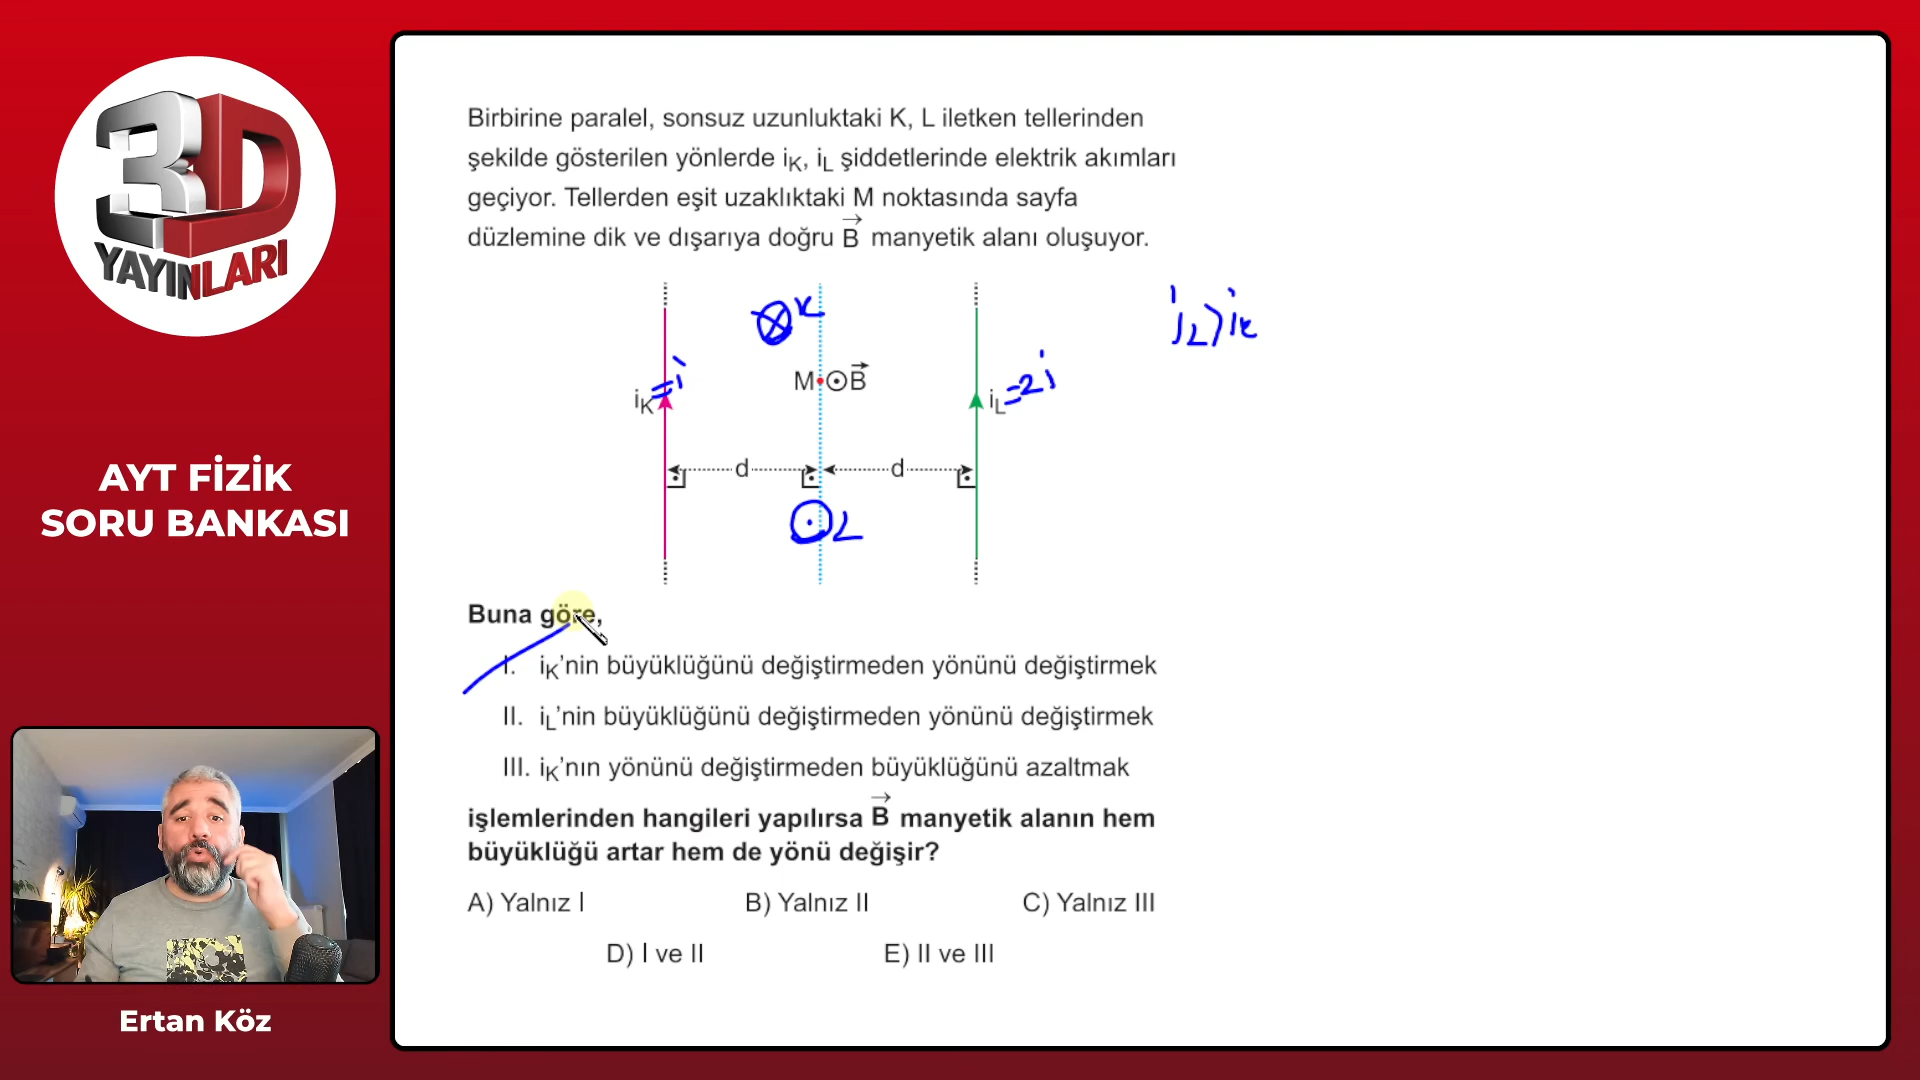 3D
YAYINLARI
AYT FİZİK
SORU BANKASI
Ertan Köz
Birbirine paralel, sonsuz uzunluktaki K, L iletken tellerinden
şekilde gösterilen yönlerde iK, iL şiddetlerinde elektrik akımları
geçiyor. Tellerden eşit uzaklıktaki M noktasında sayfa
düzlemine dik ve dışarıya doğru B manyetik alanı oluşuyor.
K
iL > iK
M B
iK = i
iL = 2i
d d
L
Buna göre,
I. iK'nin büyüklüğünü değiştirmeden yönünü değiştirmek
II. iL'nin büyüklüğünü değiştirmeden yönünü değiştirmek
III. iK'nın yönünü değiştirmeden büyüklüğünü azaltmak
işlemlerinden hangileri yapılırsa B manyetik alanın hem
büyüklüğü artar hem de yönü değişir?
A) Yalnız I B) Yalnız II C) Yalnız III
D) I ve II E) II ve III